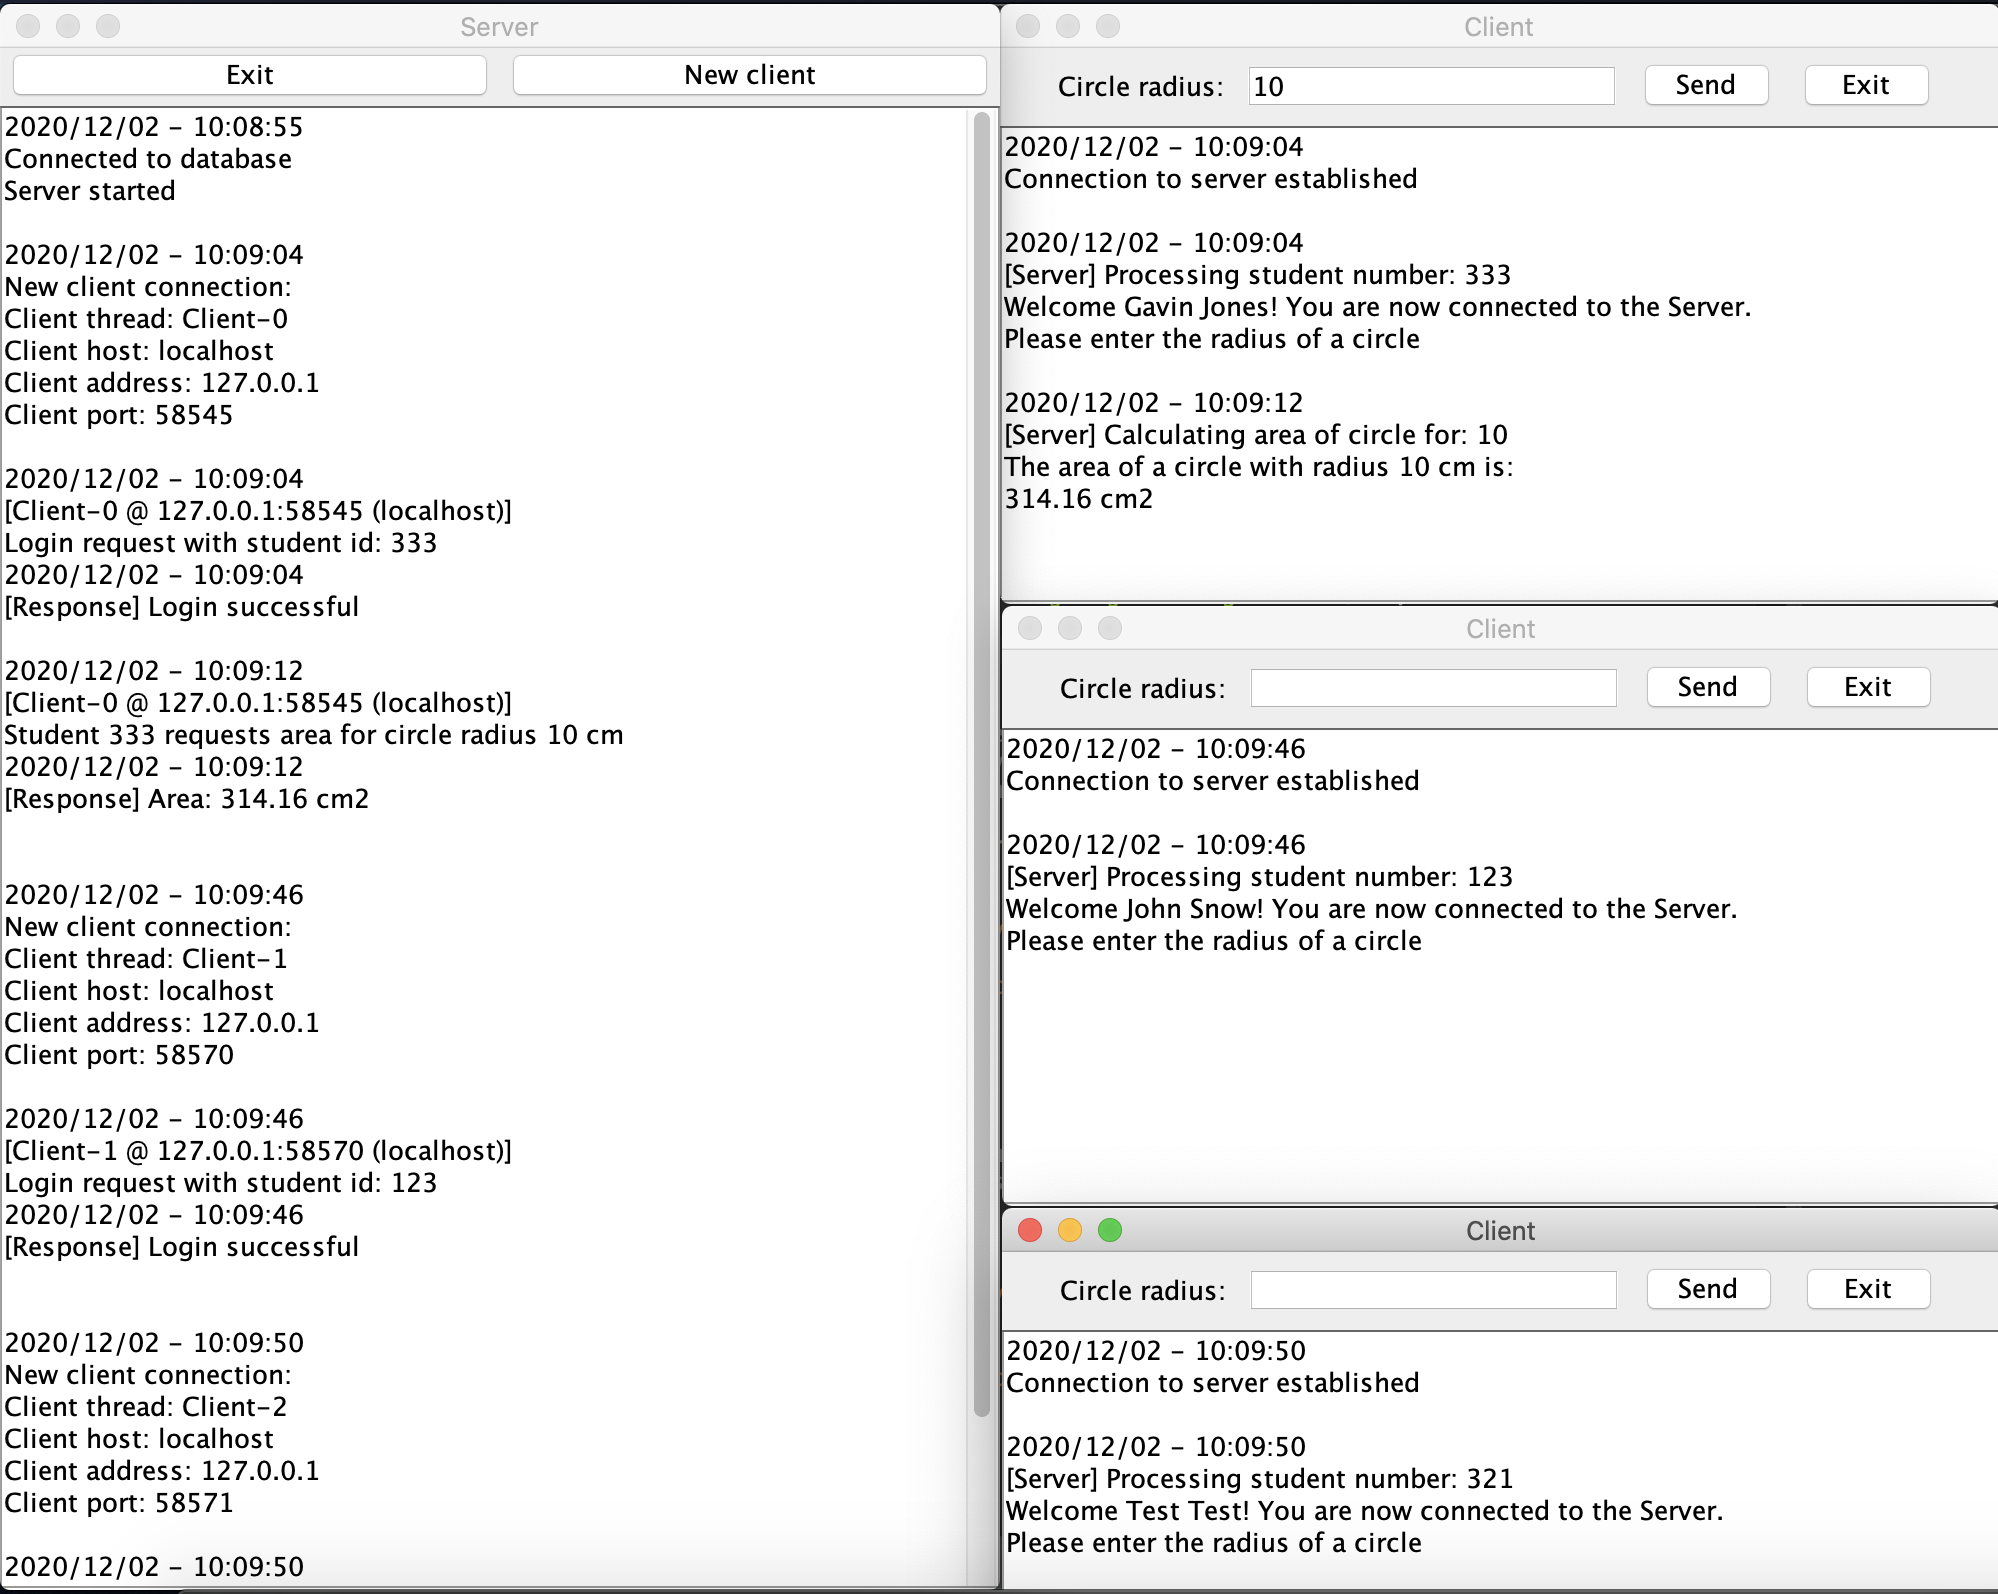 Server
Exit
New client
2020/12/02 - 10:08:55
Connected to database
Server started
2020/12/02 - 10:09:04
New client connection:
Client thread: Client-0
Client host: localhost
Client address: 127.0.0.1
Client port: 58545
2020/12/02 - 10:09:04
[Client-0 @ 127.0.0.1:58545 (localhost)]
Login request with student id: 333
2020/12/02 - 10:09:04
[Response] Login successful
2020/12/02 - 10:09:12
[Client-0 @ 127.0.0.1:58545 (localhost)]
Student 333 requests area for circle radius 10 cm
2020/12/02 - 10:09:12
[Response] Area: 314.16 cm2
2020/12/02 - 10:09:46
New client connection:
Client thread: Client-1
Client host: localhost
Client address: 127.0.0.1
Client port: 58570
2020/12/02 - 10:09:46
[Client-1 @ 127.0.0.1:58570 (localhost)]
Login request with student id: 123
2020/12/02 - 10:09:46
[Response] Login successful
2020/12/02 - 10:09:50
New client connection:
Client thread: Client-2
Client host: localhost
Client address: 127.0.0.1
Client port: 58571
2020/12/02 - 10:09:50
Client
Circle radius: 10 Send Exit
2020/12/02 - 10:09:04
Connection to server established
2020/12/02 - 10:09:04
[Server] Processing student number: 333
Welcome Gavin Jones! You are now connected to the Server.
Please enter the radius of a circle
2020/12/02 - 10:09:12
[Server] Calculating area of circle for: 10
The area of a circle with radius 10 cm is:
314.16 cm2
Client
Circle radius: Send Exit
2020/12/02 - 10:09:46
Connection to server established
2020/12/02 - 10:09:46
[Server] Processing student number: 123
Welcome John Snow! You are now connected to the Server.
Please enter the radius of a circle
Client
Circle radius: Send Exit
2020/12/02 - 10:09:50
Connection to server established
2020/12/02 - 10:09:50
[Server] Processing student number: 321
Welcome Test Test! You are now connected to the Server.
Please enter the radius of a circle